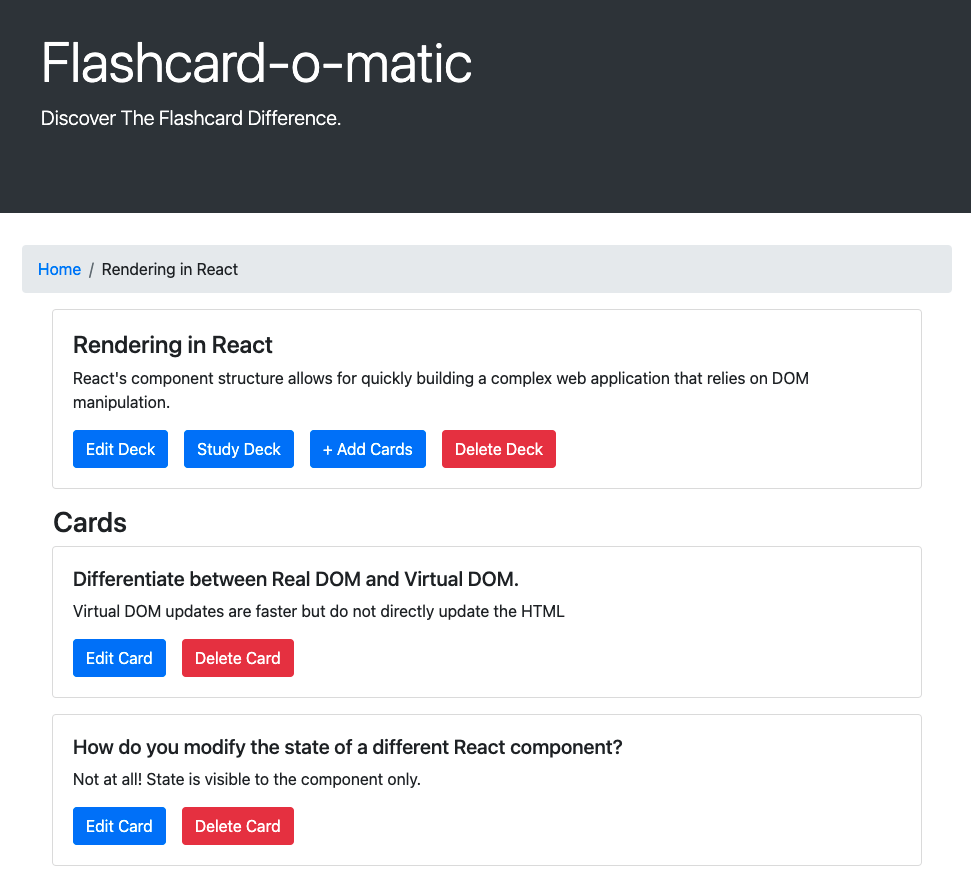 Flashcard-o-matic
Discover The Flashcard Difference.
Home / Rendering in React
Rendering in React
React's component structure allows for quickly building a complex web application that relies on DOM
manipulation.
Edit Deck Study Deck + Add Cards Delete Deck
Cards
Differentiate between Real DOM and Virtual DOM.
Virtual DOM updates are faster but do not directly update the HTML
Edit Card Delete Card
How do you modify the state of a different React component?
Not at all! State is visible to the component only.
Edit Card Delete Card